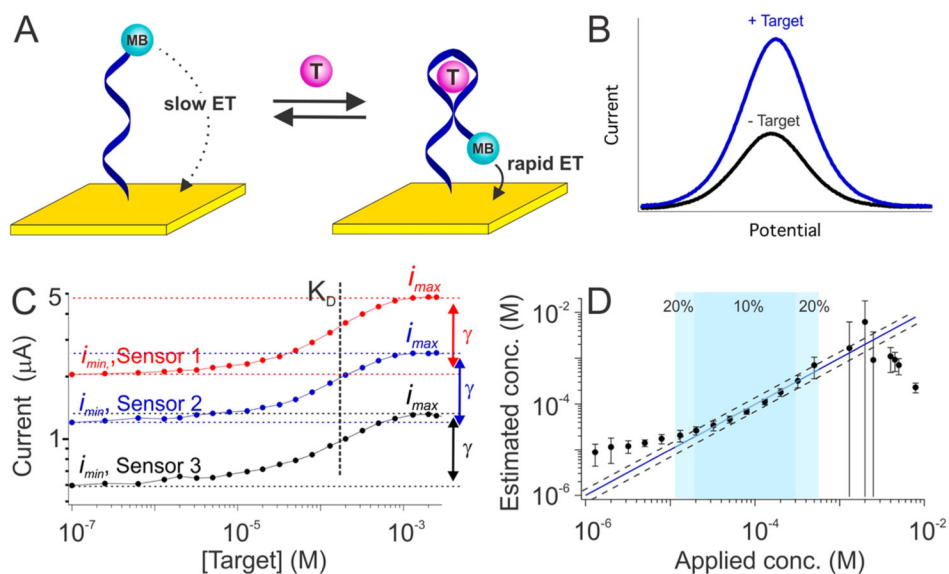 A
MB
slow ET
T
T
MB
rapid ET
B
+ Target
- Target
Current
Potential
C
5
1
Current (µA)
K_D
i_max
i_min, Sensor 1
γ
i_max
i_min, Sensor 2
γ
i_max
i_min, Sensor 3
γ
10⁻⁷
10⁻⁵
10⁻³
[Target] (M)
D
20%
10%
20%
Estimated conc. (M)
10⁻²
10⁻⁴
10⁻⁶
10⁻⁶
10⁻⁴
10⁻²
Applied conc. (M)